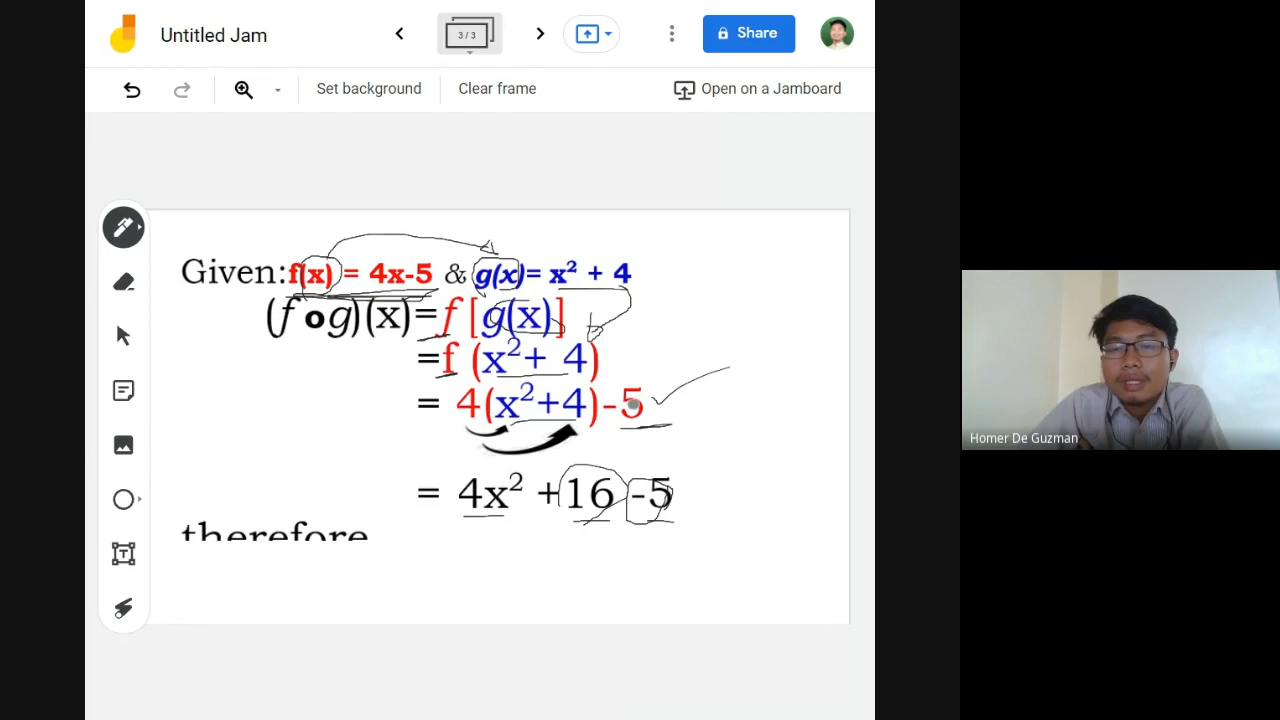 Untitled Jam
3 / 3
Share
Set background
Clear frame
Open on a Jamboard
Given: f(x) = 4x-5 & g(x)= x² + 4
(f o g)(x)= f [g(x)]
=f (x²+ 4)
= 4(x²+4)-5
= 4x² +16 -5
therefore
Homer De Guzman